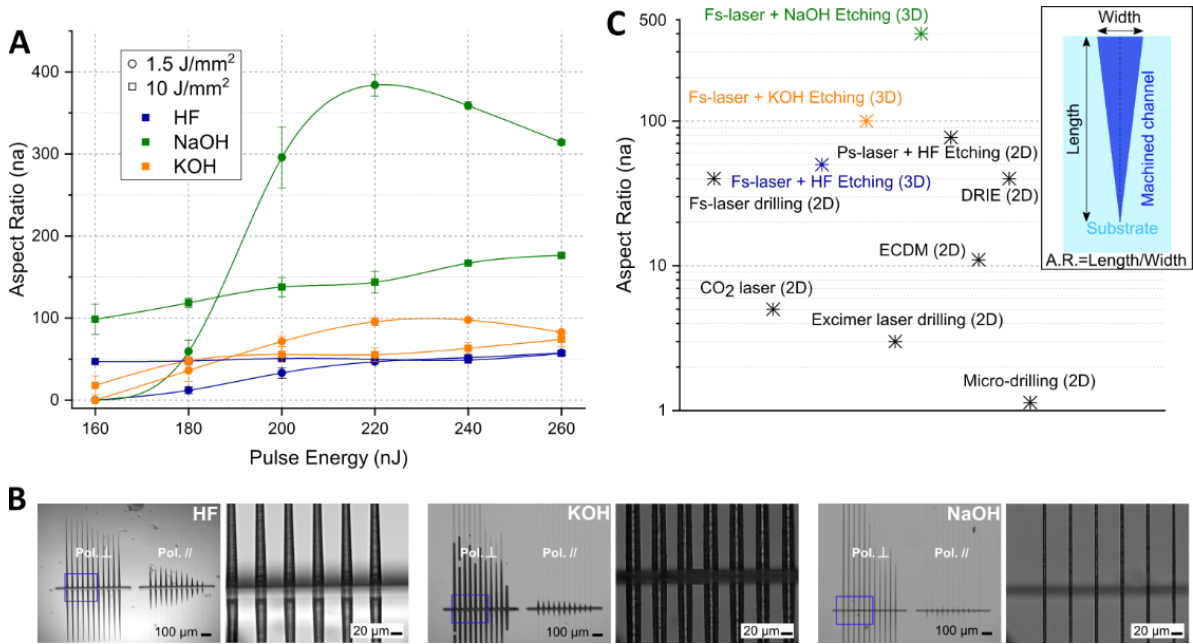 A
1.5 J/mm²
10 J/mm²
HF
NaOH
KOH
Aspect Ratio (na)
400
300
200
100
0
160 180 200 220 240 260
Pulse Energy (nJ)
C
Aspect Ratio (na)
500
100
10
1
Fs-laser + NaOH Etching (3D)
Fs-laser + KOH Etching (3D)
Ps-laser + HF Etching (2D)
Fs-laser + HF Etching (3D)
Fs-laser drilling (2D)
DRIE (2D)
ECDM (2D)
CO₂ laser (2D)
Excimer laser drilling (2D)
Micro-drilling (2D)
Width
Length
Machined channel
Substrate
A.R.=Length/Width
B
HF
Pol. ⊥ Pol. //
100 µm
20 µm
KOH
Pol. ⊥ Pol. //
100 µm
20 µm
NaOH
Pol. ⊥ Pol. //
100 µm
20 µm